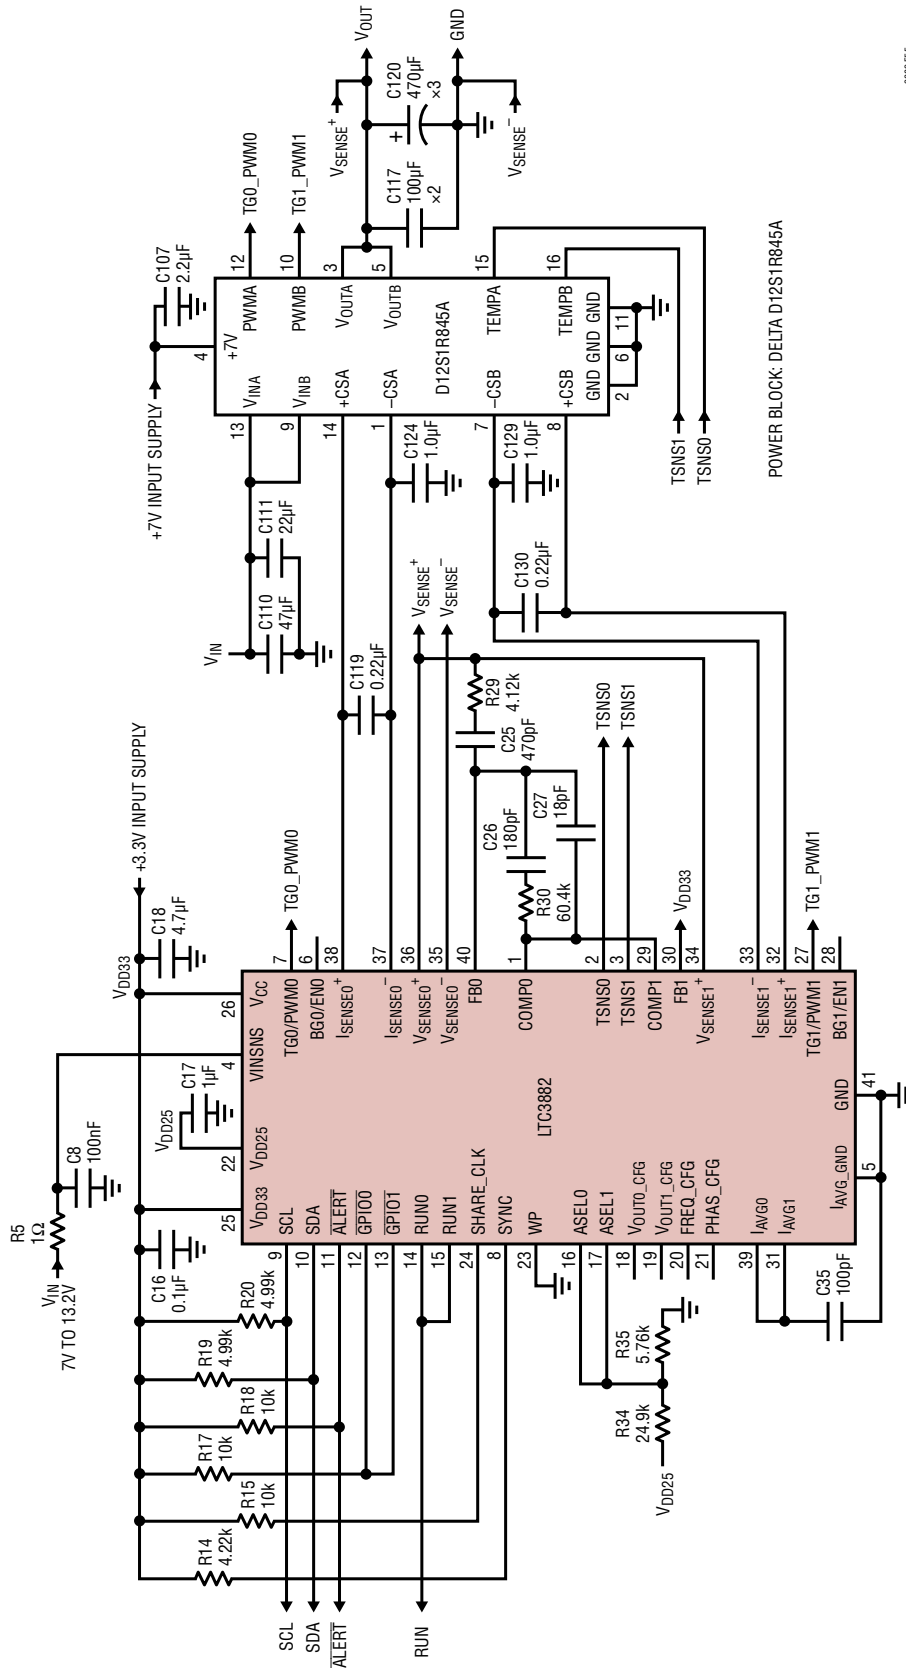 +3.3V INPUT SUPPLY
+7V INPUT SUPPLY
R5
1Ω
VIN
7V TO 13.2V
C8
100nF
VDD33
C18
4.7µF
C16
0.1µF
VDD25
C17
1µF
R14
4.22k
R15
10k
R17
10k
R18
10k
R19
4.99k
R20
4.99k
SCL
SDA
ALERT
RUN
25
22
4
26
VDD33
VDD25
VINSNS
VCC
9 SCL
10 SDA
11 ALERT
12 GPIO0
13 GPIO1
14 RUN0
15 RUN1
24 SHARE_CLK
8 SYNC
23 WP
16 ASEL0
17 ASEL1
18 VOUT0_CFG
19 VOUT1_CFG
20 FREQ_CFG
21 PHAS_CFG
39 IAVG0
31 IAVG1
IAVG_GND
5
GND
41
LTC3882
TG0/PWM0 7
BG0/EN0 6
ISENSE0+ 38
ISENSE0– 37
VSENSE0+ 36
VSENSE0– 35
FB0 40
COMP0 1
TSNS0 2
TSNS1 3
COMP1 29
FB1 30
VSENSE1+ 34
ISENSE1– 33
ISENSE1+ 32
TG1/PWM1 27
BG1/EN1 28
R34
24.9k
R35
5.76k
VDD25
C35
100pF
TG0_PWM0
C119
0.22µF
VSENSE+
VSENSE–
R29
4.12k
C25
470pF
C26
180pF
C27
18pF
R30
60.4k
TSNS0
TSNS1
VDD33
TG1_PWM1
VIN
C110
47µF
C111
22µF
C124
1.0µF
C129
1.0µF
C130
0.22µF
C107
2.2µF
4
+7V
13 VINA
9 VINB
14 +CSA
1 –CSA
7 –CSB
8 +CSB
D12S1R845A
PWMA 12
PWMB 10
VOUTA 3
VOUTB 5
TEMPA 15
TEMPB 16
GND GND GND
2 6 11
TG0_PWM0
TG1_PWM1
VSENSE+
VOUT
C117
100µF
×2
+
C120
470µF
×3
GND
VSENSE–
TSNS1
TSNS0
POWER BLOCK: DELTA D12S1R845A